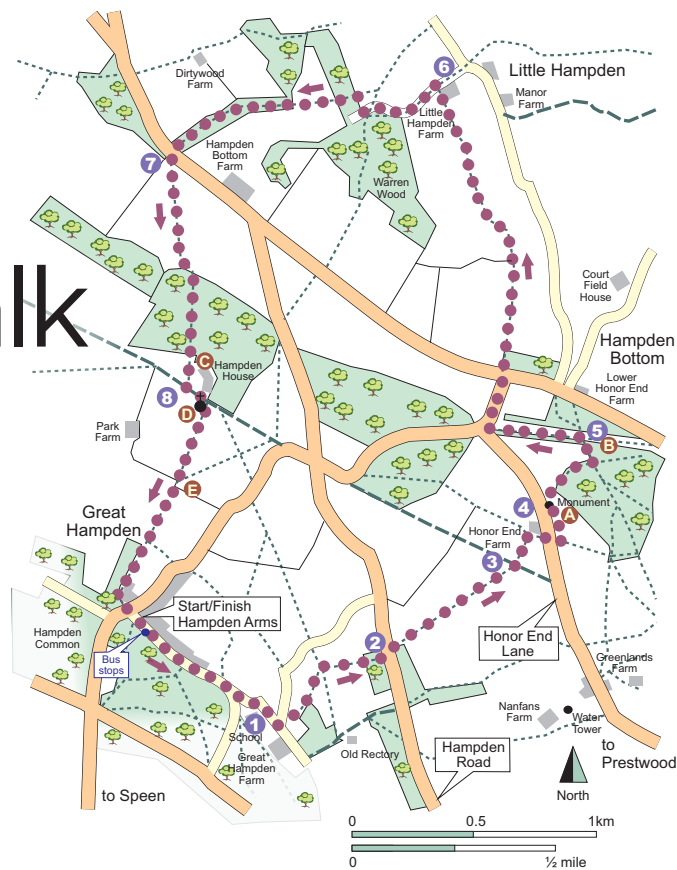 Dirtywood
Farm
6
Little Hampden
Manor
Farm
Little
Hampden
Farm
Hampden
Bottom
Farm
7
Warren
Wood
lk
Court
Field
House
Hampden
Bottom
C
Hampden
House
8
D
Lower
Honor End
Farm
5
B
Park
Farm
E
Monument
4
A
Great
Hampden
Honor End
Farm
3
Start/Finish
Hampden Arms
Hampden
Common
Bus
stops
2
Honor End
Lane
Greenlands
Farm
1
School
Great
Hampden
Farm
Old Rectory
Nanfans
Farm
Water
Tower
to
Prestwood
Hampden
Road
to Speen
North
0 0.5 1km
0 ½ mile